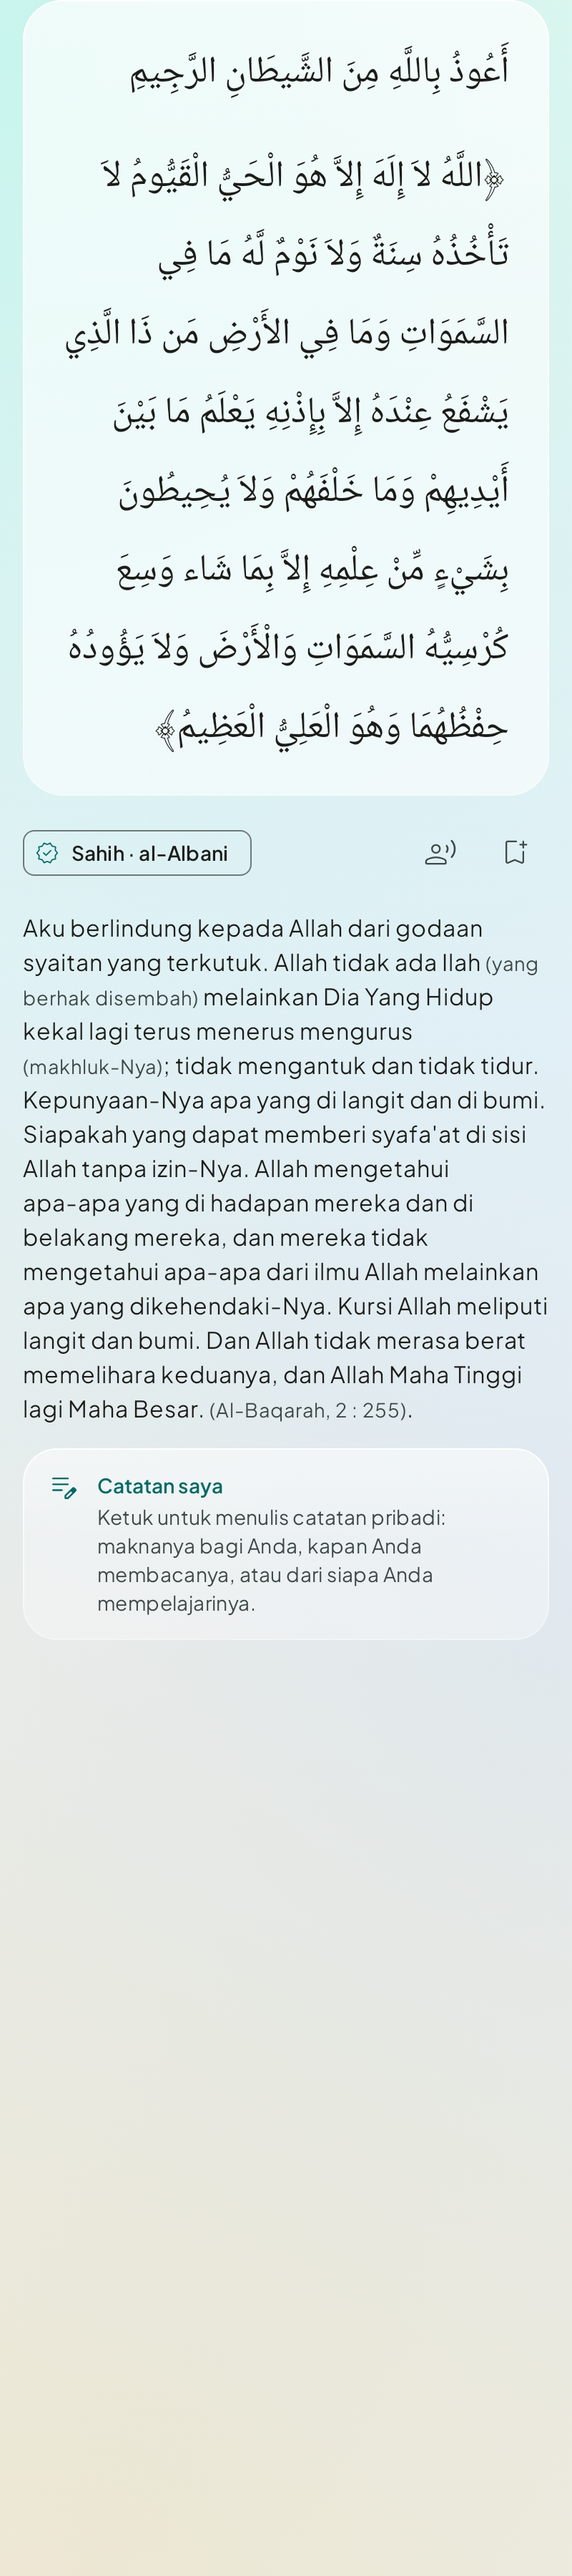 أَعُوذُ بِاللَّهِ مِنَ الشَّيطَانِ الرَّجِيمِ
﴿اللَّهُ لاَ إِلَهَ إِلاَّ هُوَ الْحَيُّ الْقَيُّومُ لاَ
تَأْخُذُهُ سِنَةٌ وَلاَ نَوْمٌ لَّهُ مَا فِي
السَّمَوَاتِ وَمَا فِي الأَرْضِ مَن ذَا الَّذِي
يَشْفَعُ عِنْدَهُ إِلاَّ بِإِذْنِهِ يَعْلَمُ مَا بَيْنَ
أَيْدِيهِمْ وَمَا خَلْفَهُمْ وَلاَ يُحِيطُونَ
بِشَيْءٍ مِّنْ عِلْمِهِ إِلاَّ بِمَا شَاء وَسِعَ
كُرْسِيُّهُ السَّمَوَاتِ وَالْأَرْضَ وَلاَ يَؤُودُهُ
حِفْظُهُمَا وَهُوَ الْعَلِيُّ الْعَظِيمُ﴾
Sahih · al-Albani
Aku berlindung kepada Allah dari godaan
syaitan yang terkutuk. Allah tidak ada Ilah (yang
berhak disembah) melainkan Dia Yang Hidup
kekal lagi terus menerus mengurus
(makhluk-Nya); tidak mengantuk dan tidak tidur.
Kepunyaan-Nya apa yang di langit dan di bumi.
Siapakah yang dapat memberi syafa'at di sisi
Allah tanpa izin-Nya. Allah mengetahui
apa-apa yang di hadapan mereka dan di
belakang mereka, dan mereka tidak
mengetahui apa-apa dari ilmu Allah melainkan
apa yang dikehendaki-Nya. Kursi Allah meliputi
langit dan bumi. Dan Allah tidak merasa berat
memelihara keduanya, dan Allah Maha Tinggi
lagi Maha Besar. (Al-Baqarah, 2 : 255).
Catatan saya
Ketuk untuk menulis catatan pribadi:
maknanya bagi Anda, kapan Anda
membacanya, atau dari siapa Anda
mempelajarinya.